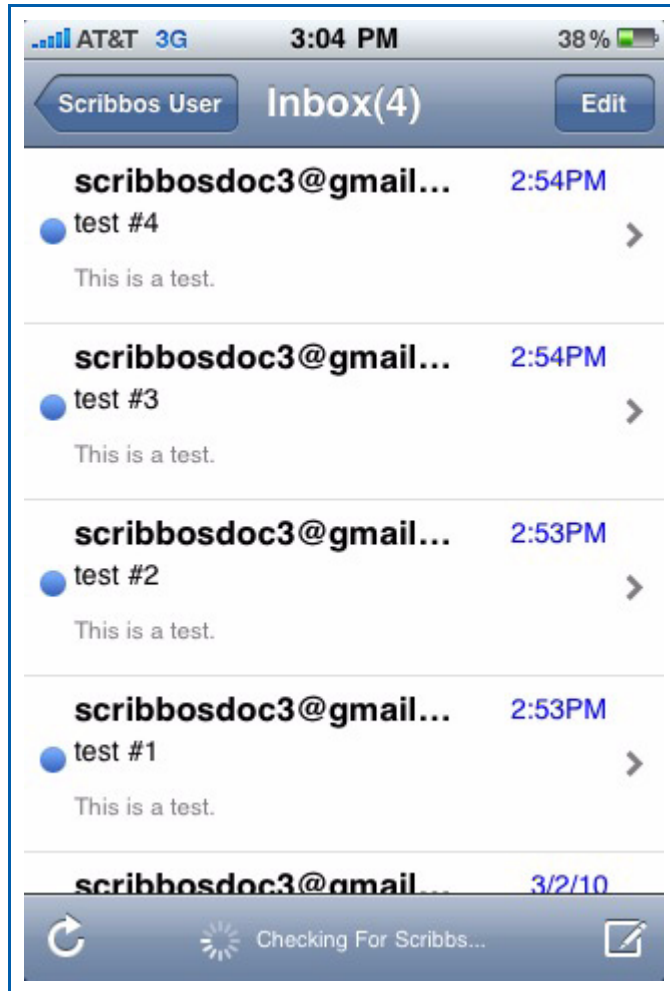 AT&T 3G 3:04 PM 38%
Scribbos User Inbox(4) Edit
scribbosdoc3@gmail... 2:54PM
test #4
This is a test.
scribbosdoc3@gmail... 2:54PM
test #3
This is a test.
scribbosdoc3@gmail... 2:53PM
test #2
This is a test.
scribbosdoc3@gmail... 2:53PM
test #1
This is a test.
scribbosdoc3@gmail... 3/2/10
Checking For Scribbs...